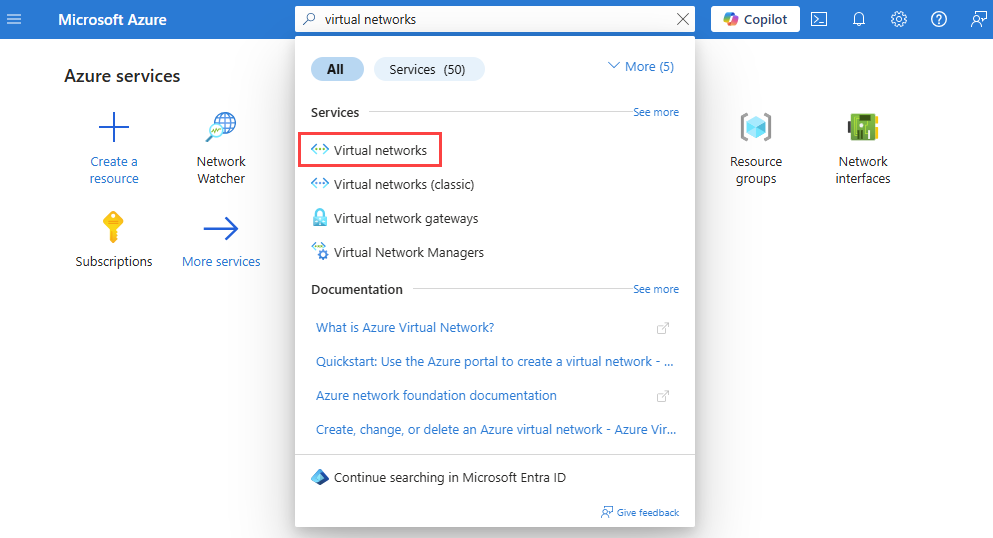 Microsoft Azure
virtual networks
Copilot
All
Services (50)
More (5)
Services
See more
Virtual networks
Virtual networks (classic)
Virtual network gateways
Virtual Network Managers
Documentation
See more
What is Azure Virtual Network?
Quickstart: Use the Azure portal to create a virtual network - ...
Azure network foundation documentation
Create, change, or delete an Azure virtual network - Azure Vir...
Continue searching in Microsoft Entra ID
Give feedback
Azure services
Create a
resource
Network
Watcher
Resource
groups
Network
interfaces
Subscriptions
More services